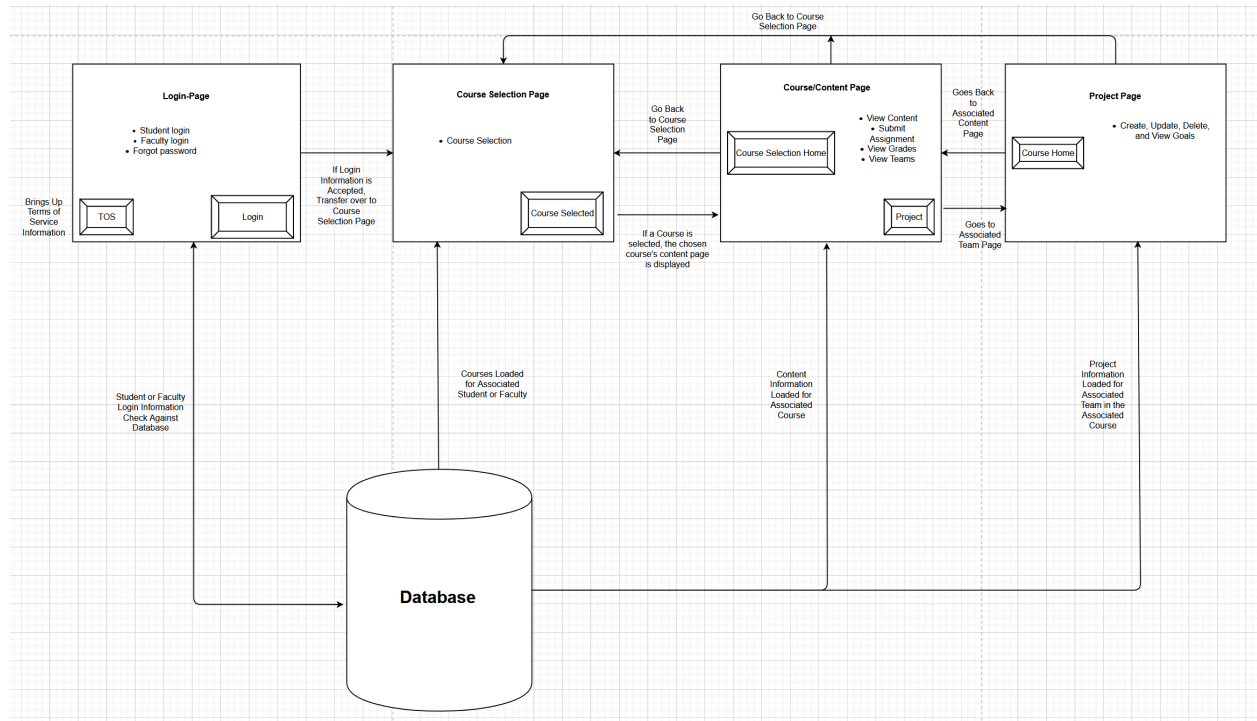 Go Back to Course
Selection Page
Login-Page
• Student login
• Faculty login
• Forgot password
TOS
Login
Brings Up
Terms of
Service
Information
If Login
Information is
Accepted,
Transfer over to
Course
Selection Page
Course Selection Page
• Course Selection
Course Selected
Go Back
to Course
Selection
Page
If a Course is
selected, the chosen
course's content page
is displayed
Course/Content Page
• View Content
• Submit
Assignment
• View Grades
• View Teams
Course Selection Home
Project
Goes Back
to
Associated
Content
Page
Goes to
Associated
Team Page
Project Page
• Create, Update, Delete,
and View Goals
Course Home
Student or Faculty
Login Information
Check Against
Database
Courses Loaded
for Associated
Student or Faculty
Content
Information
Loaded for
Associated
Course
Project
Information
Loaded for
Associated
Team in the
Associated
Course
Database